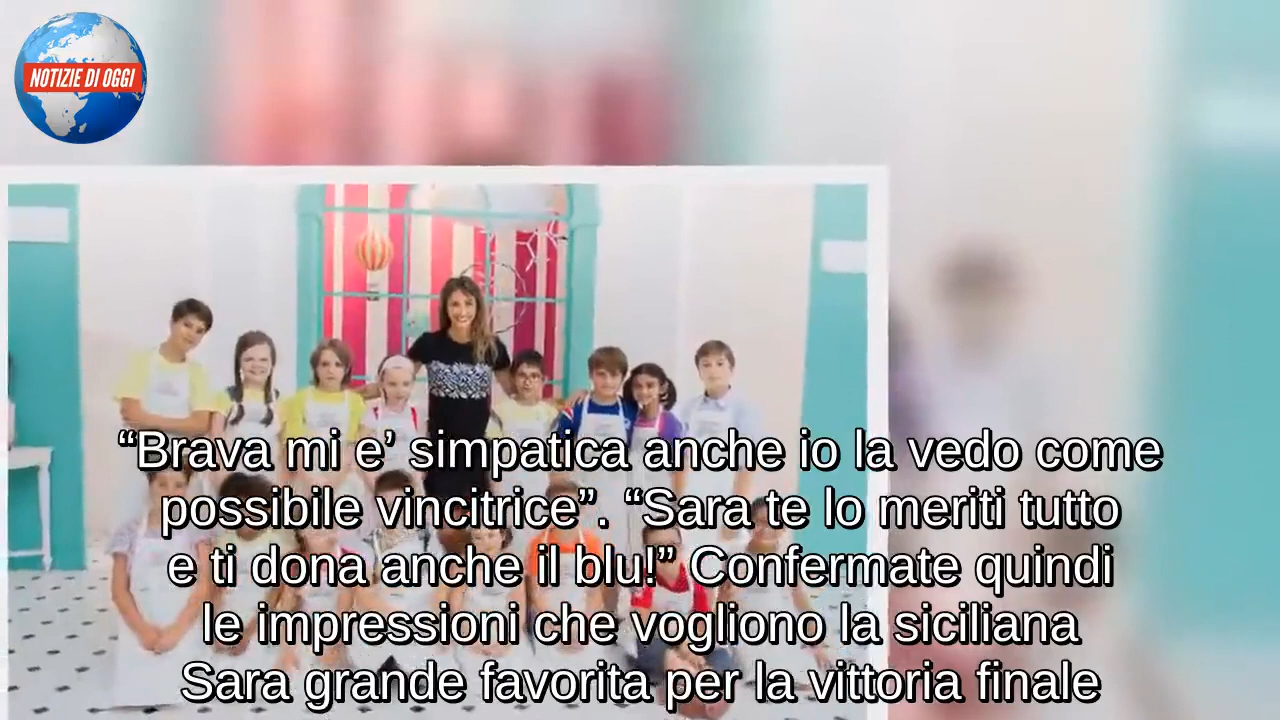 NOTIZIE DI OGGI
“Brava mi e’ simpatica anche io la vedo come
possibile vincitrice”. “Sara te lo meriti tutto
e ti dona anche il blu!” Confermate quindi
le impressioni che vogliono la siciliana
Sara grande favorita per la vittoria finale